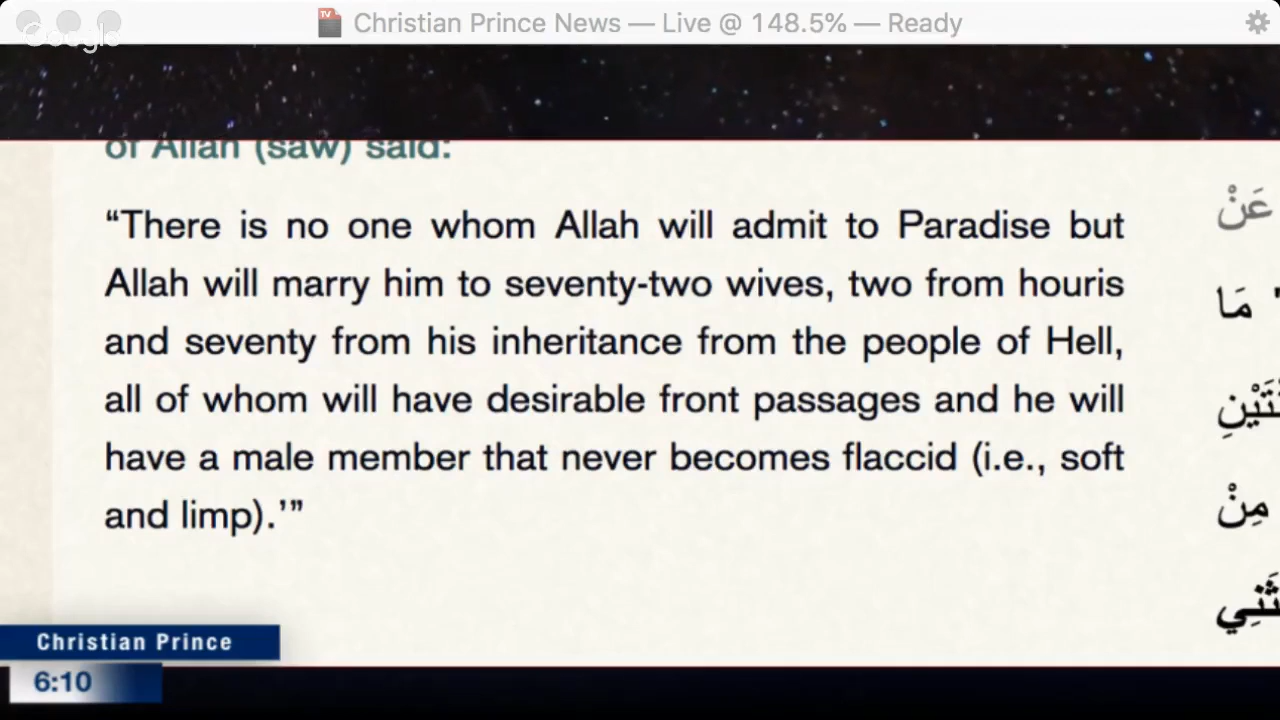 TV
Christian Prince News — Live @ 148.5% — Ready
Google
of Allah (saw) said:
“There is no one whom Allah will admit to Paradise but
Allah will marry him to seventy-two wives, two from houris
and seventy from his inheritance from the people of Hell,
all of whom will have desirable front passages and he will
have a male member that never becomes flaccid (i.e., soft
and limp).’”
عَنْ
مَا
مِنْ
Christian Prince
6:10